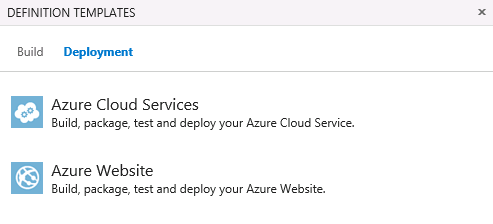 DEFINITION TEMPLATES
Build Deployment
Azure Cloud Services
Build, package, test and deploy your Azure Cloud Service.
Azure Website
Build, package, test and deploy your Azure Website.